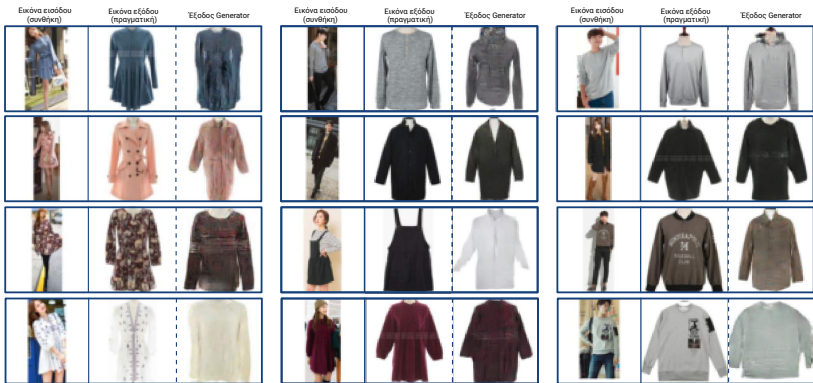 Εικόνα εισόδου
(συνθήκη)
Εικόνα εξόδου
(πραγματική)
Έξοδος Generator
Εικόνα εισόδου
(συνθήκη)
Εικόνα εξόδου
(πραγματική)
Έξοδος Generator
Εικόνα εισόδου
(συνθήκη)
Εικόνα εξόδου
(πραγματική)
Έξοδος Generator